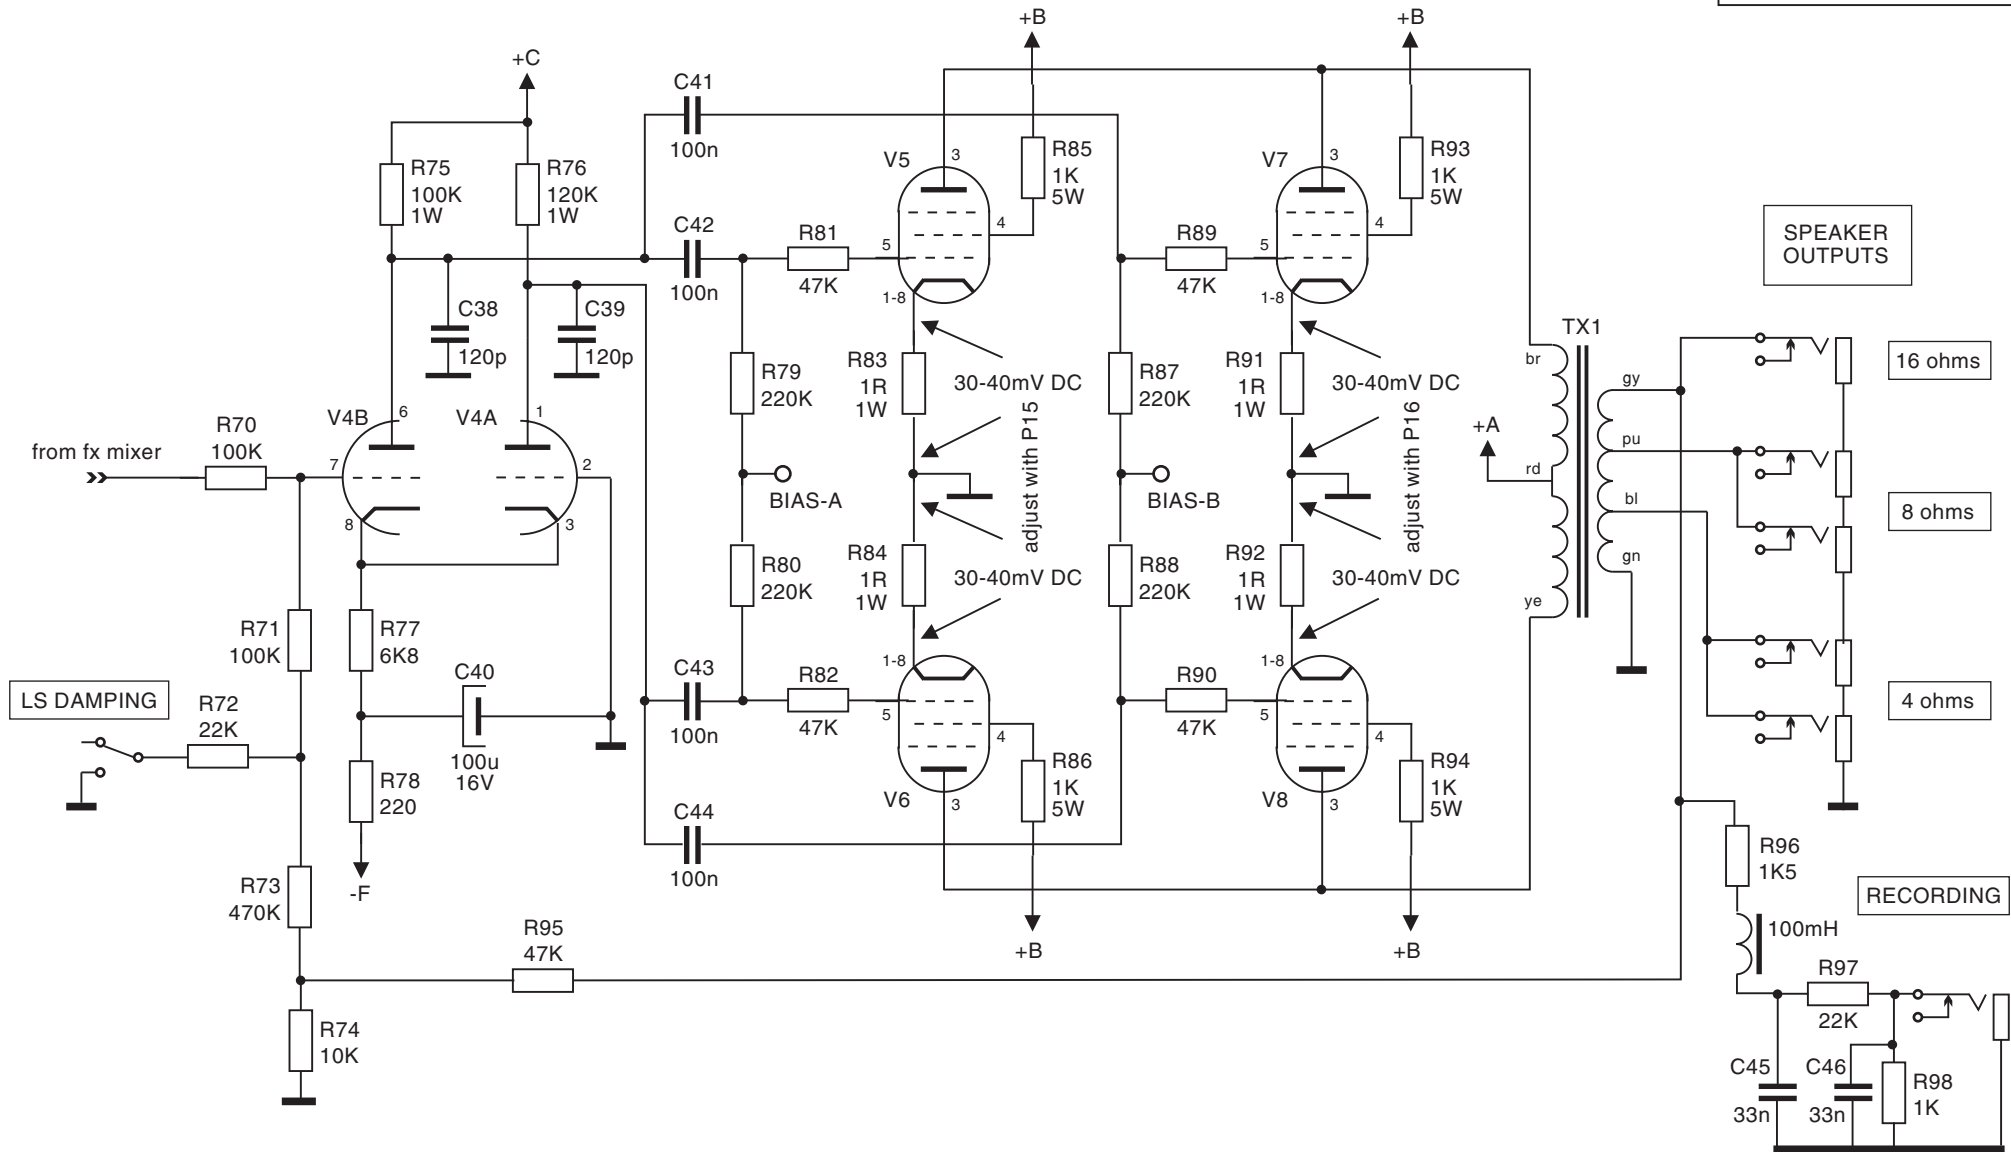 +B
+B
+C
C41
100n
R75
100K
1W
R76
120K
1W
V5
3
R85
1K
5W
V7
3
R93
1K
5W
C42
100n
R81
47K
5
4
1-8
R89
47K
5
4
1-8
SPEAKER
OUTPUTS
C38
120p
C39
120p
R79
220K
R83
1R
1W
30-40mV DC
adjust with P15
R87
220K
R91
1R
1W
30-40mV DC
adjust with P16
TX1
br
gy
16 ohms
V4B
6
V4A
1
from fx mixer
R70
100K
7
2
8
3
BIAS-A
BIAS-B
+A
rd
pu
bl
8 ohms
R80
220K
R84
1R
1W
30-40mV DC
R88
220K
R92
1R
1W
30-40mV DC
ye
gn
R71
100K
R77
6K8
C40
100u
16V
C43
100n
R82
47K
1-8
5
4
R90
47K
1-8
5
4
4 ohms
LS DAMPING
R72
22K
R78
220
-F
C44
100n
V6
3
R86
1K
5W
V8
3
R94
1K
5W
R73
470K
R95
47K
+B
+B
R96
1K5
RECORDING
100mH
R97
22K
R74
10K
C45
33n
C46
33n
R98
1K